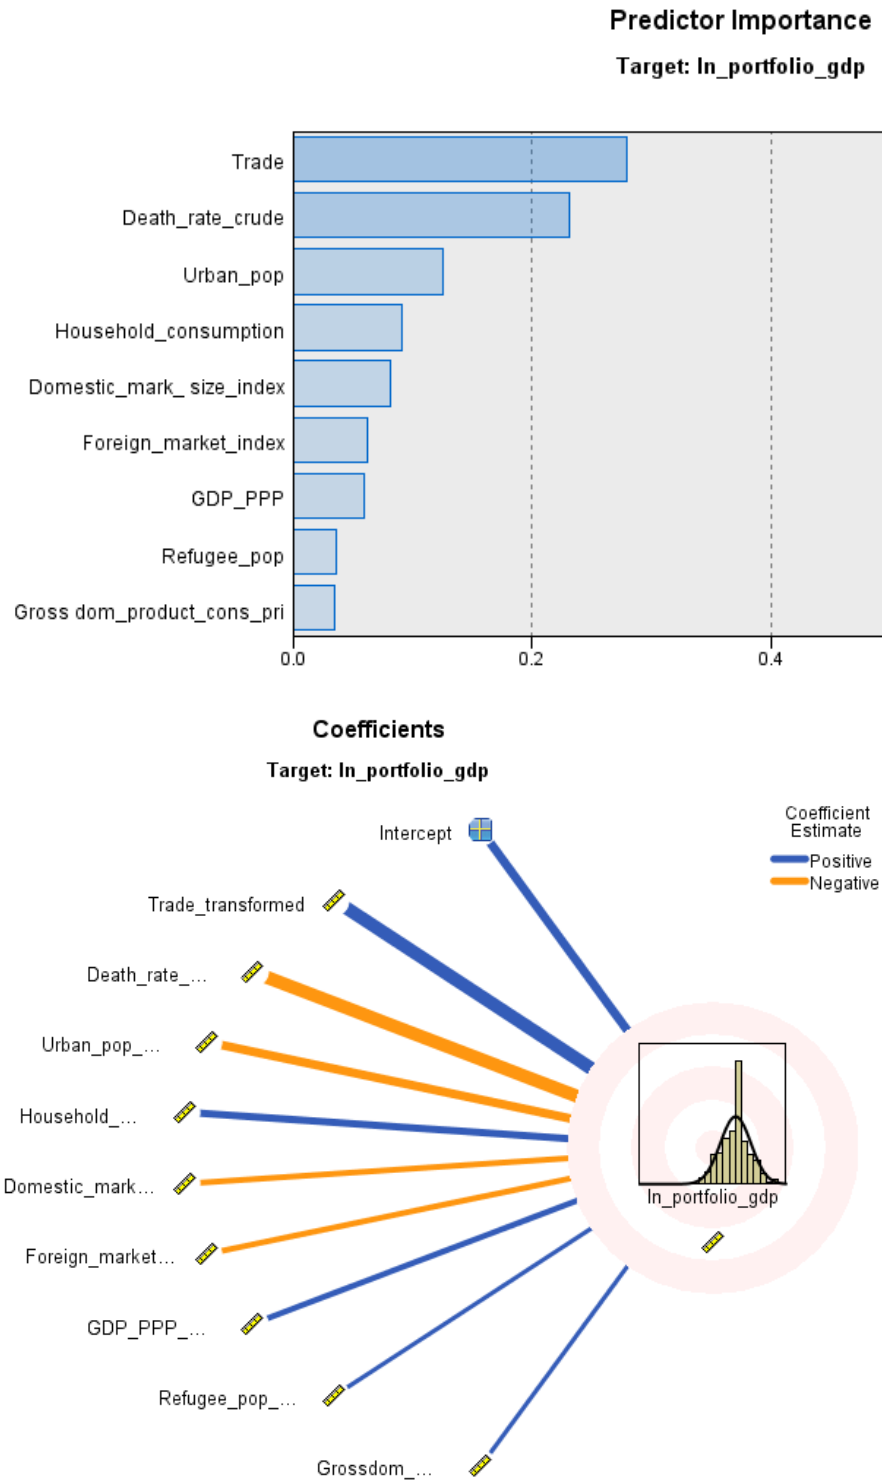 Predictor Importance
Target: ln_portfolio_gdp
Trade
Death_rate_crude
Urban_pop
Household_consumption
Domestic_mark_ size_index
Foreign_market_index
GDP_PPP
Refugee_pop
Gross dom_product_cons_pri
0.0 0.2 0.4
Coefficients
Target: ln_portfolio_gdp
Coefficient
Estimate
Positive
Negative
Intercept
Trade_transformed
Death_rate_...
Urban_pop_...
Household_...
Domestic_mark...
Foreign_market...
GDP_PPP_...
Refugee_pop_...
Grossdom_...
ln_portfolio_gdp